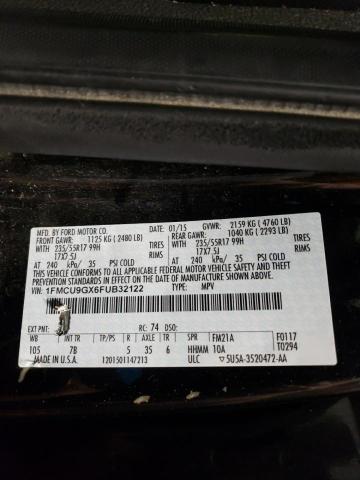 MFD. BY FORD MOTOR CO. 01/15 GVWR: 2159 KG ( 4760 LB)
FRONT GAWR: 1125 KG ( 2480 LB) REAR GAWR: 1040 KG ( 2293 LB)
WITH 235/55R17 99H TIRES WITH 235/55R17 99H TIRES
17X7.5J RIMS 17X7.5J RIMS
AT 240 kPa/ 35 PSI COLD AT 240 kPa/ 35 PSI COLD
THIS VEHICLE CONFORMS TO ALL APPLICABLE FEDERAL MOTOR VEHICLE SAFETY AND BUMPER
STANDARDS IN EFFECT ON THE DATE OF MANUFACTURE SHOWN ABOVE.
VIN: 1FMCU9GX6FUB32122 TYPE: MPV
EXT PNT: RC: 74 DSO:
WB BRK INT TR TP/PS R AXLE TR SPR FM21A F0117
105 7B 5 35 6 HHMM 10A T0294
MADE IN U.S.A. 1201501147213 ULC 5U5A-3520472-AA